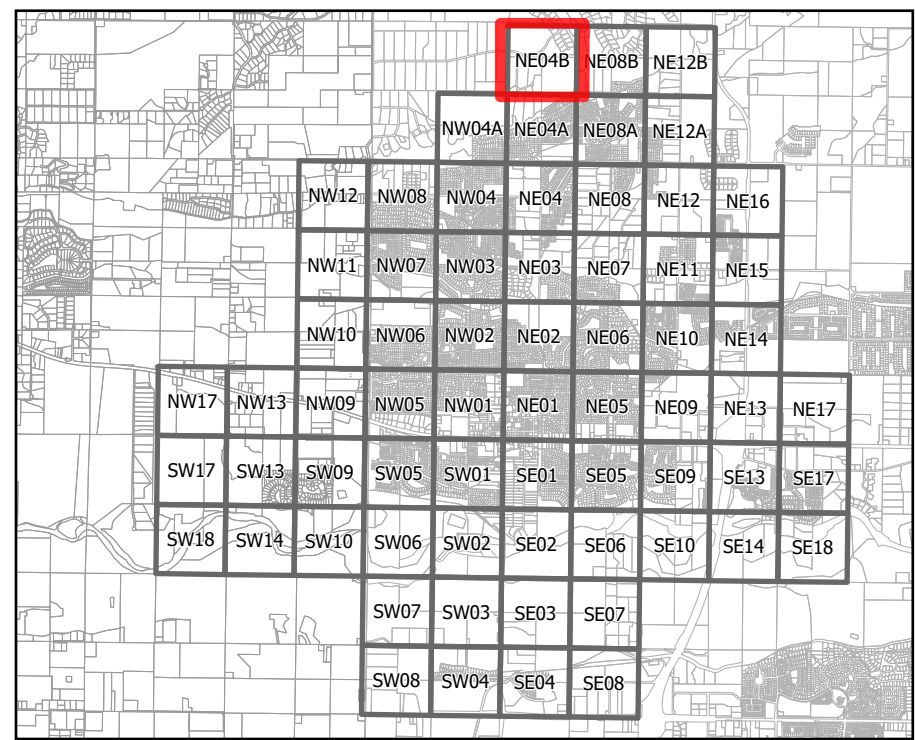 NE04B NE08B NE12B
NW04A NE04A NE08A NE12A
NW12 NW08 NW04 NE04 NE08 NE12 NE16
NW11 NW07 NW03 NE03 NE07 NE11 NE15
NW10 NW06 NW02 NE02 NE06 NE10 NE14
NW17 NW13 NW09 NW05 NW01 NE01 NE05 NE09 NE13 NE17
SW17 SW13 SW09 SW05 SW01 SE01 SE05 SE09 SE13 SE17
SW18 SW14 SW10 SW06 SW02 SE02 SE06 SE10 SE14 SE18
SW07 SW03 SE03 SE07
SW08 SW04 SE04 SE08